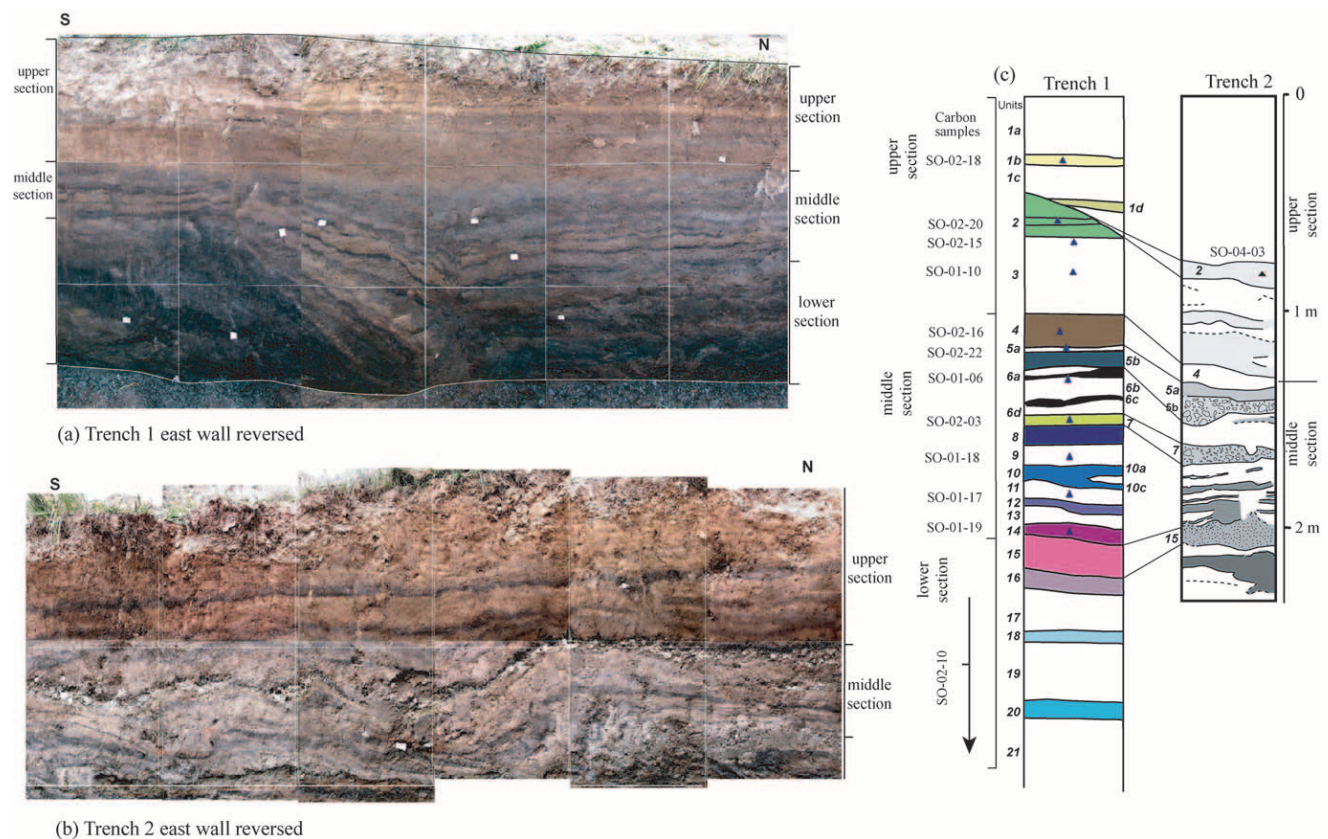 S
N
upper
section
middle
section
upper
section
middle
section
lower
section
(a) Trench 1 east wall reversed
S
N
upper
section
middle
section
(b) Trench 2 east wall reversed
(c)
Trench 1
Trench 2
Units
Carbon
samples
upper
section
middle
section
lower
section
SO-02-18
SO-02-20
SO-02-15
SO-01-10
SO-02-16
SO-02-22
SO-01-06
SO-02-03
SO-01-18
SO-01-17
SO-01-19
SO-02-10
1a
1b
1c
1d
2
3
4
5a
5b
6a
6b
6c
6d
7
8
9
10
10a
10c
11
12
13
14
15
16
17
18
19
20
21
SO-04-03
2
4
5a
5b
7
15
0
1 m
2 m
upper
section
middle
section